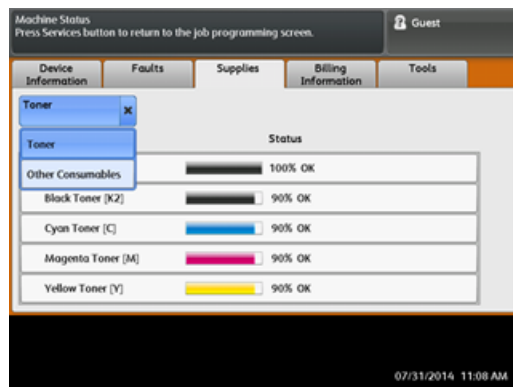 Machine Status
Press Services button to return to the job programming screen.
Guest
Device
Information
Faults
Supplies
Billing
Information
Tools
Toner
Status
Toner
Other Consumables
100% OK
Black Toner [K2]
90% OK
Cyan Toner [C]
90% OK
Magenta Toner [M]
90% OK
Yellow Toner [Y]
90% OK
07/31/2014 11:08 AM